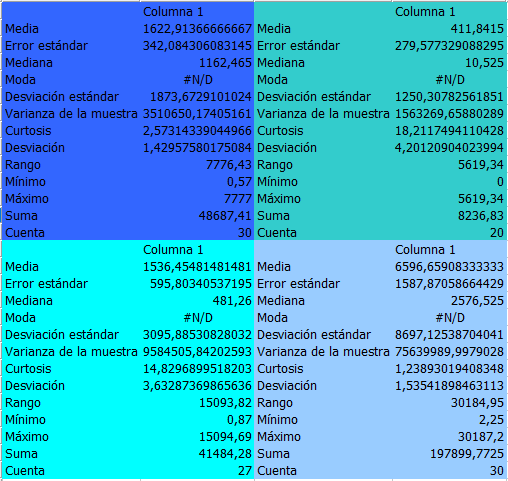 Columna 1
Media 1622,91366666667
Error estándar 342,084306083145
Mediana 1162,465
Moda #N/D
Desviación estándar 1873,6729101024
Varianza de la muestra 3510650,17405161
Curtosis 2,57314339044966
Desviación 1,42957580175084
Rango 7776,43
Mínimo 0,57
Máximo 7777
Suma 48687,41
Cuenta 30
Columna 1
Media 411,8415
Error estándar 279,577329088295
Mediana 10,525
Moda #N/D
Desviación estándar 1250,30782561851
Varianza de la muestra 1563269,65880289
Curtosis 18,2117494110428
Desviación 4,20120904023994
Rango 5619,34
Mínimo 0
Máximo 5619,34
Suma 8236,83
Cuenta 20
Columna 1
Media 1536,45481481481
Error estándar 595,80340537195
Mediana 481,26
Moda #N/D
Desviación estándar 3095,88530828032
Varianza de la muestra 9584505,84202593
Curtosis 14,8296899518203
Desviación 3,63287369865636
Rango 15093,82
Mínimo 0,87
Máximo 15094,69
Suma 41484,28
Cuenta 27
Columna 1
Media 6596,65908333333
Error estándar 1587,87058664429
Mediana 2576,525
Moda #N/D
Desviación estándar 8697,12538704041
Varianza de la muestra 75639989,9979028
Curtosis 1,23893019408348
Desviación 1,53541898463113
Rango 30184,95
Mínimo 2,25
Máximo 30187,2
Suma 197899,7725
Cuenta 30